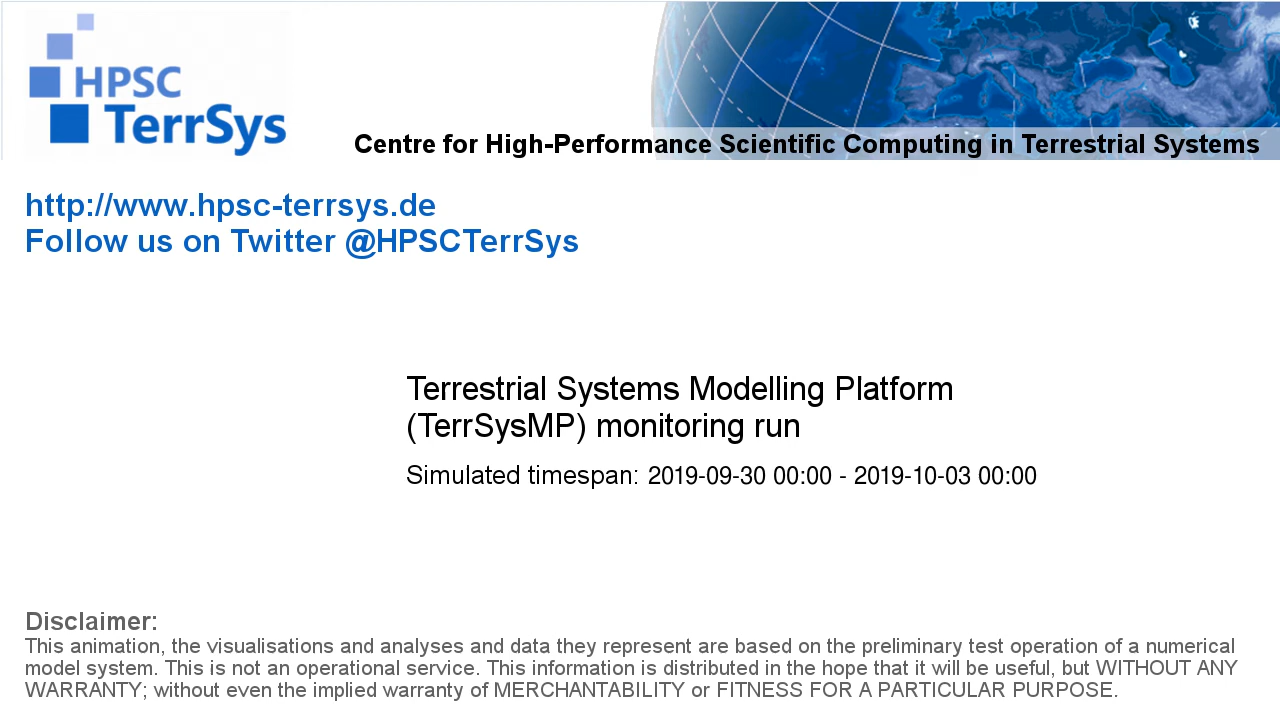 HPSC
TerrSys
Centre for High-Performance Scientific Computing in Terrestrial Systems
http://www.hpsc-terrsys.de
Follow us on Twitter @HPSCTerrSys
Terrestrial Systems Modelling Platform
(TerrSysMP) monitoring run
Simulated timespan: 2019-09-30 00:00 - 2019-10-03 00:00
Disclaimer:
This animation, the visualisations and analyses and data they represent are based on the preliminary test operation of a numerical
model system. This is not an operational service. This information is distributed in the hope that it will be useful, but WITHOUT ANY
WARRANTY; without even the implied warranty of MERCHANTABILITY or FITNESS FOR A PARTICULAR PURPOSE.